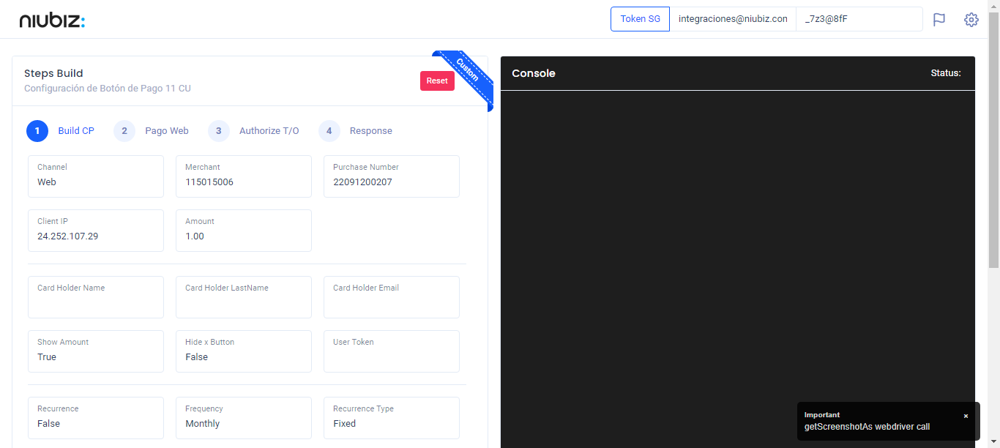 niubiz:
Token SG
integraciones@niubiz.con
_7z3@8fF
Steps Build
Configuración de Botón de Pago 11 CU
Reset
Custom
1 Build CP 2 Pago Web 3 Authorize T/O 4 Response
Channel
Web
Merchant
115015006
Purchase Number
22091200207
Client IP
24.252.107.29
Amount
1.00
Card Holder Name
Card Holder LastName
Card Holder Email
Show Amount
True
Hide x Button
False
User Token
Recurrence
False
Frequency
Monthly
Recurrence Type
Fixed
Console
Status:
Important
×
getScreenshotAs webdriver call